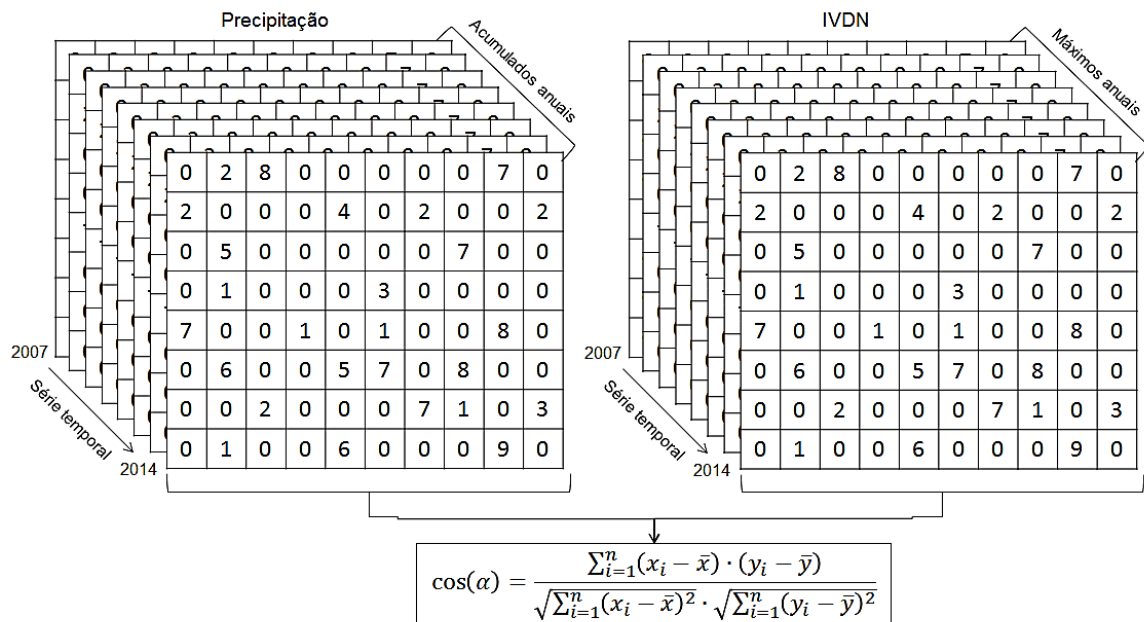 Precipitação
IVDN
Acumulados anuais
Máximos anuais
0 2 8 0 0 0 0 0 7 0
2 0 0 0 4 0 2 0 0 2
0 5 0 0 0 0 0 7 0 0
0 1 0 0 0 3 0 0 0 0
7 0 0 1 0 1 0 0 8 0
0 6 0 0 5 7 0 8 0 0
0 0 2 0 0 0 7 1 0 3
0 1 0 0 6 0 0 0 9 0
2007
Série temporal
2014
0 2 8 0 0 0 0 0 7 0
2 0 0 0 4 0 2 0 0 2
0 5 0 0 0 0 0 7 0 0
0 1 0 0 0 3 0 0 0 0
7 0 0 1 0 1 0 0 8 0
0 6 0 0 5 7 0 8 0 0
0 0 2 0 0 0 7 1 0 3
0 1 0 0 6 0 0 0 9 0
2007
Série temporal
2014
cos(α) = ∑ⁿᵢ₌₁(xᵢ − x̄) · (yᵢ − ȳ) / √∑ⁿᵢ₌₁(xᵢ − x̄)² · √∑ⁿᵢ₌₁(yᵢ − ȳ)²